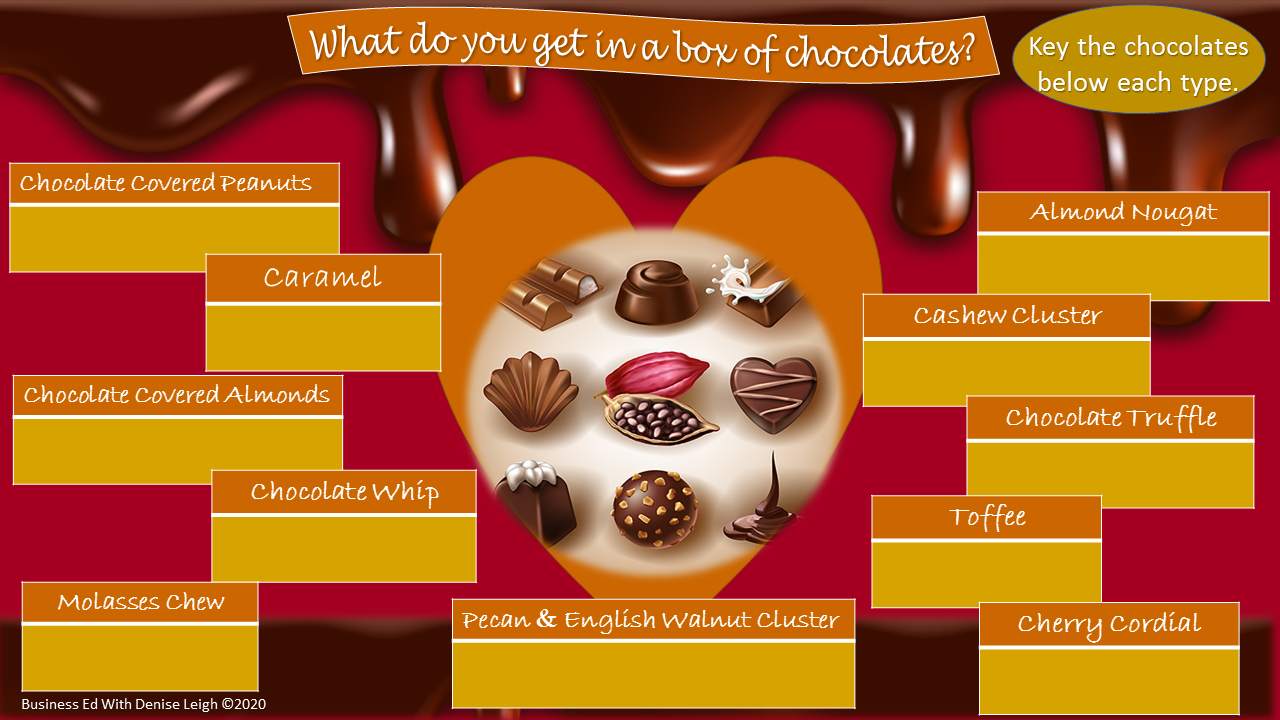 What do you get in a box of chocolates?
Key the chocolates
below each type.
Chocolate Covered Peanuts
Caramel
Chocolate Covered Almonds
Chocolate Whip
Molasses Chew
Pecan & English Walnut Cluster
Almond Nougat
Cashew Cluster
Chocolate Truffle
Toffee
Cherry Cordial
Business Ed With Denise Leigh ©2020